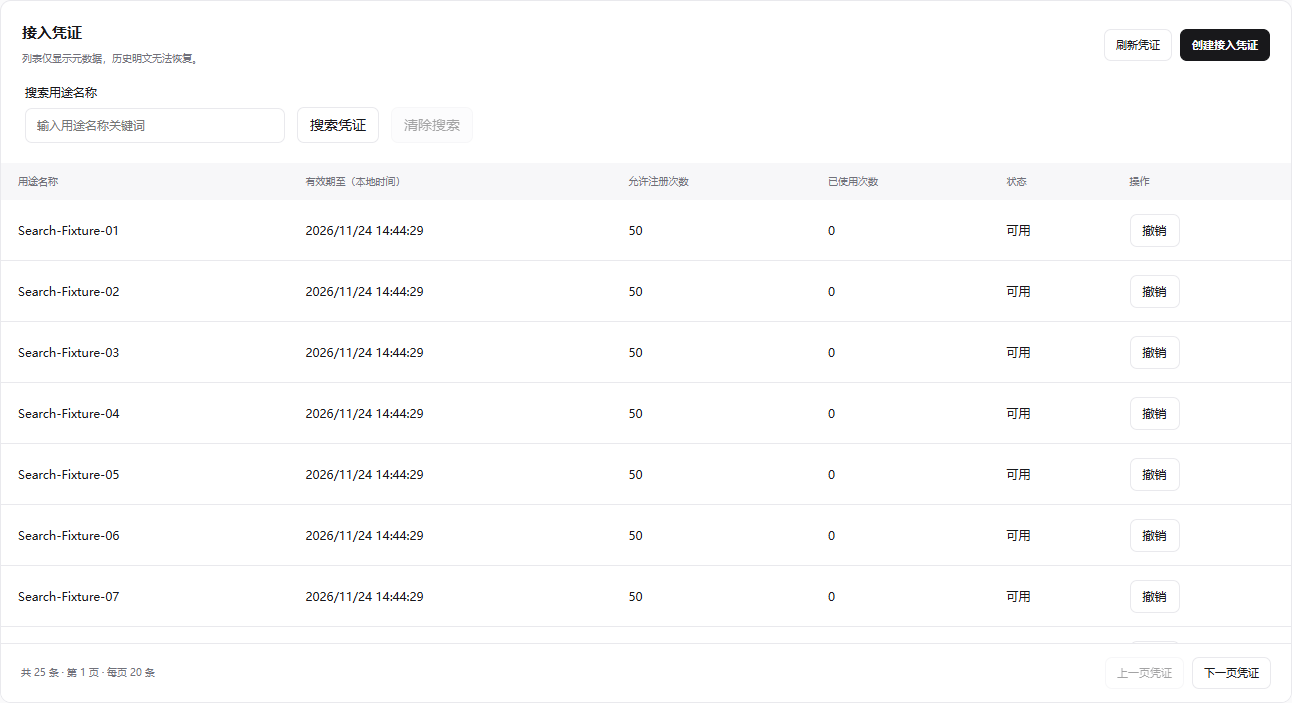 接入凭证
列表仅显示元数据，历史明文无法恢复。
刷新凭证 创建接入凭证
搜索用途名称
输入用途名称关键词 搜索凭证 清除搜索
用途名称 有效期至（本地时间） 允许注册次数 已使用次数 状态 操作
Search-Fixture-01 2026/11/24 14:44:29 50 0 可用 撤销
Search-Fixture-02 2026/11/24 14:44:29 50 0 可用 撤销
Search-Fixture-03 2026/11/24 14:44:29 50 0 可用 撤销
Search-Fixture-04 2026/11/24 14:44:29 50 0 可用 撤销
Search-Fixture-05 2026/11/24 14:44:29 50 0 可用 撤销
Search-Fixture-06 2026/11/24 14:44:29 50 0 可用 撤销
Search-Fixture-07 2026/11/24 14:44:29 50 0 可用 撤销
共 25 条 · 第 1 页 · 每页 20 条 上一页凭证 下一页凭证